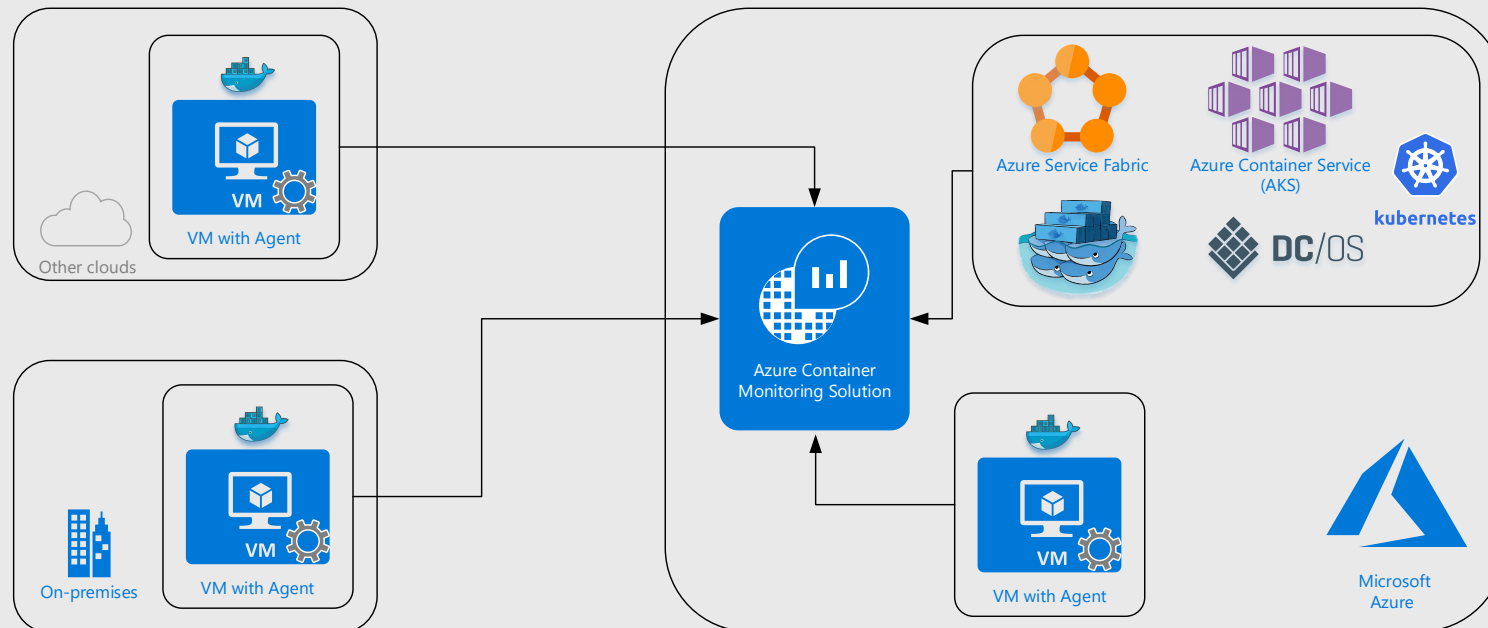 VM
VM with Agent
Other clouds
VM
VM with Agent
On-premises
Azure Container
Monitoring Solution
Azure Service Fabric
Azure Container Service
(AKS)
kubernetes
DC/OS
VM
VM with Agent
Microsoft
Azure